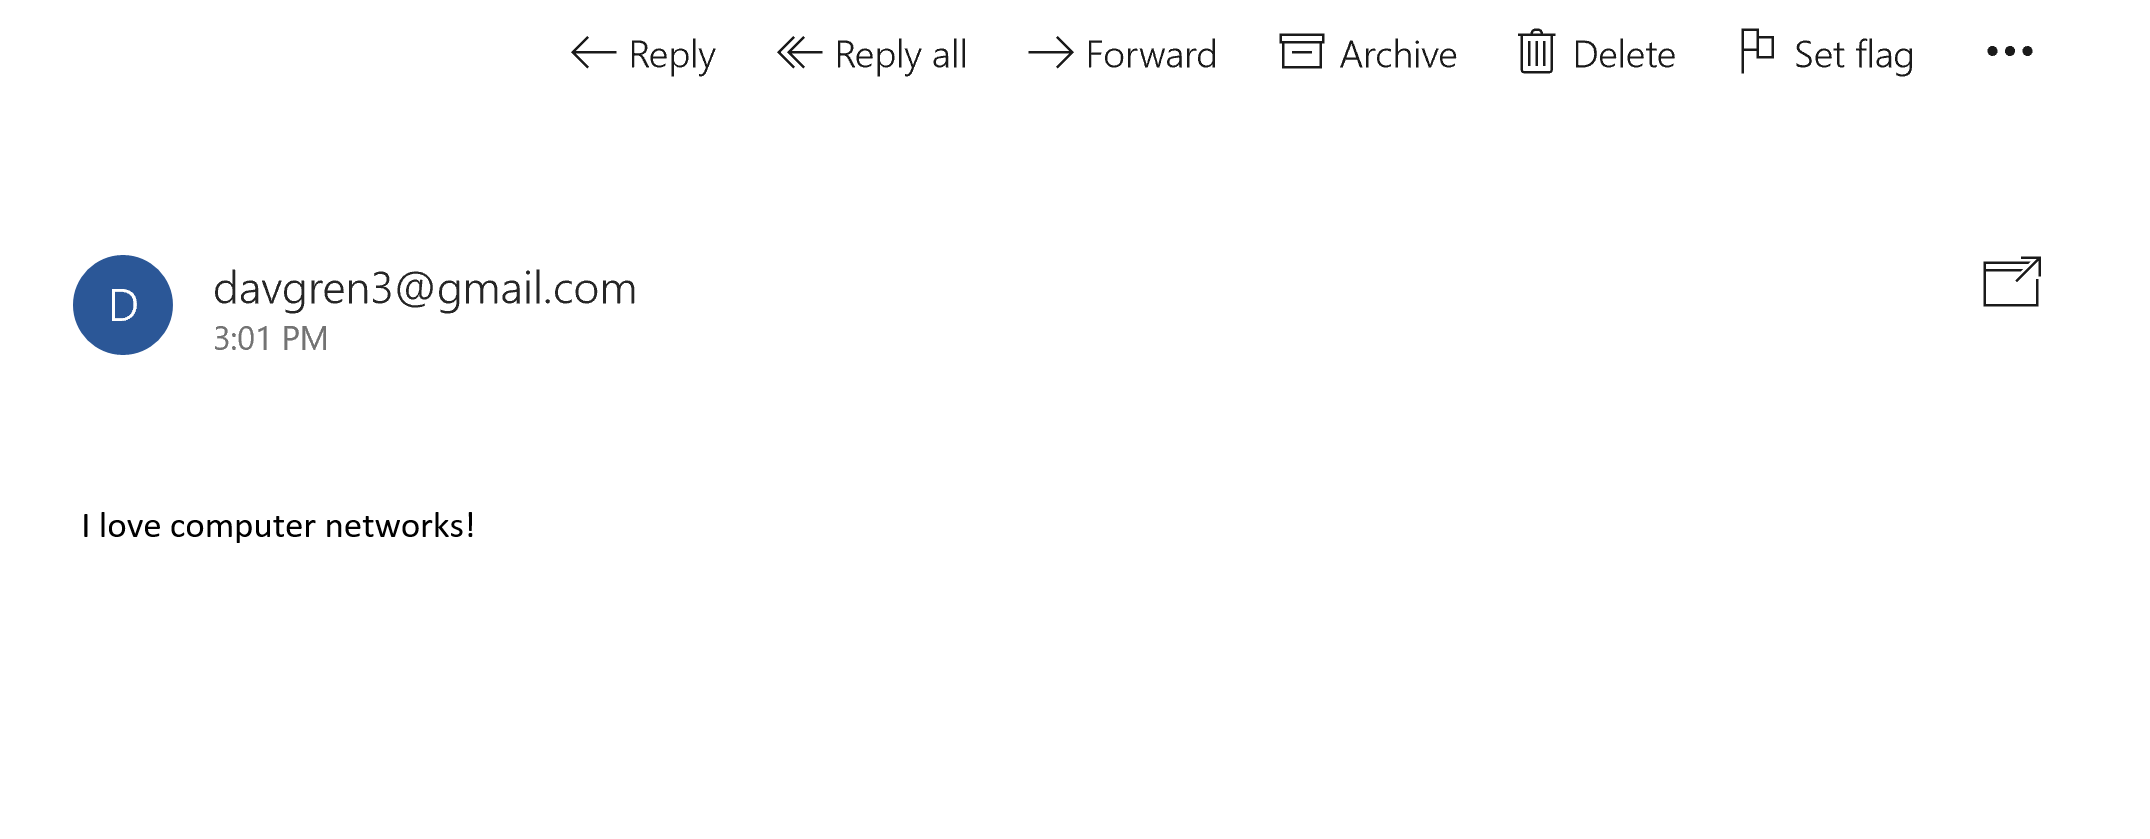 Reply Reply all Forward Archive Delete Set flag
D
davgren3@gmail.com
3:01 PM
I love computer networks!